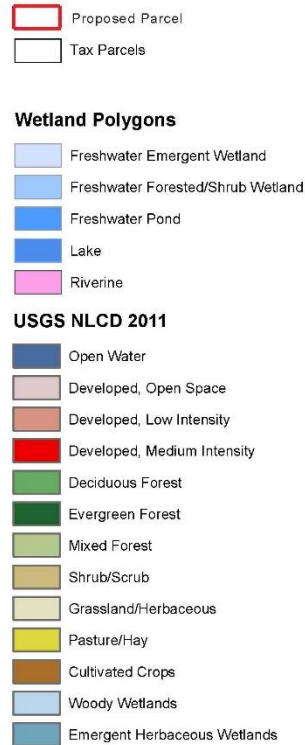 Proposed Parcel
Tax Parcels
Wetland Polygons
Freshwater Emergent Wetland
Freshwater Forested/Shrub Wetland
Freshwater Pond
Lake
Riverine
USGS NLCD 2011
Open Water
Developed, Open Space
Developed, Low Intensity
Developed, Medium Intensity
Deciduous Forest
Evergreen Forest
Mixed Forest
Shrub/Scrub
Grassland/Herbaceous
Pasture/Hay
Cultivated Crops
Woody Wetlands
Emergent Herbaceous Wetlands